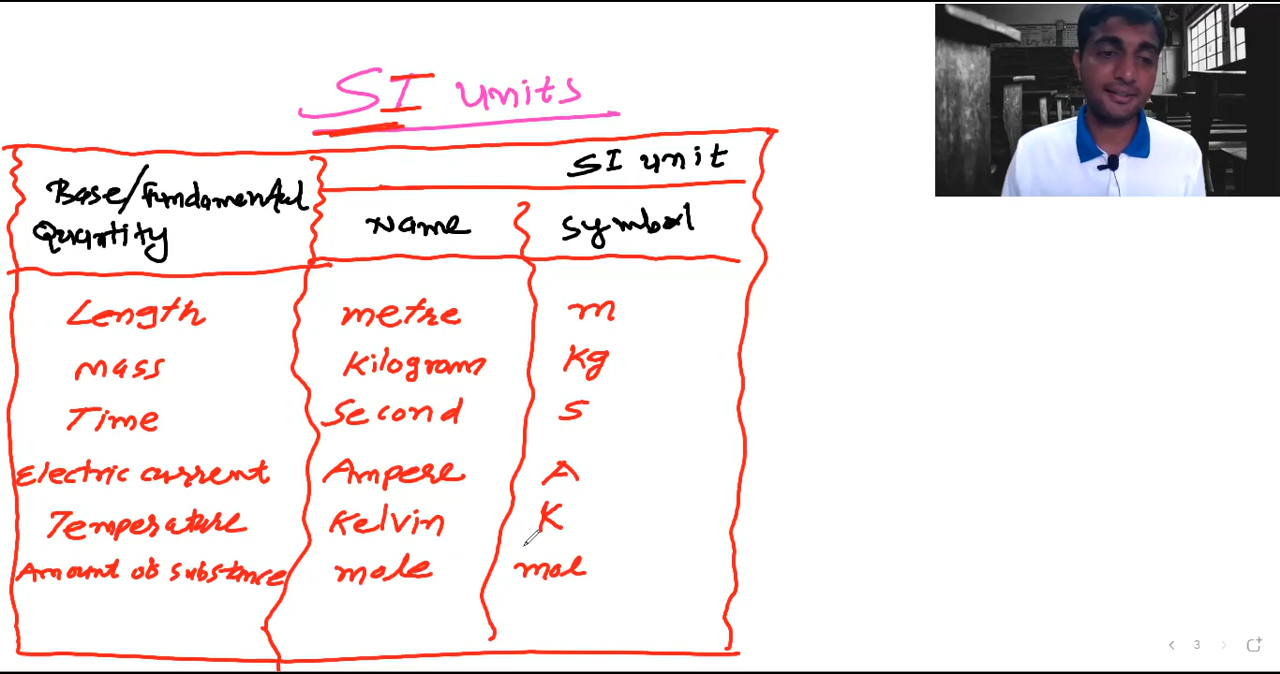 SI units
SI unit
Base/Fundamental
Quantity
Name
Symbol
Length metre m
Mass Kilogram Kg
Time Second S
Electric current Ampere A
Temperature Kelvin K
Amount of substance mole mol
3